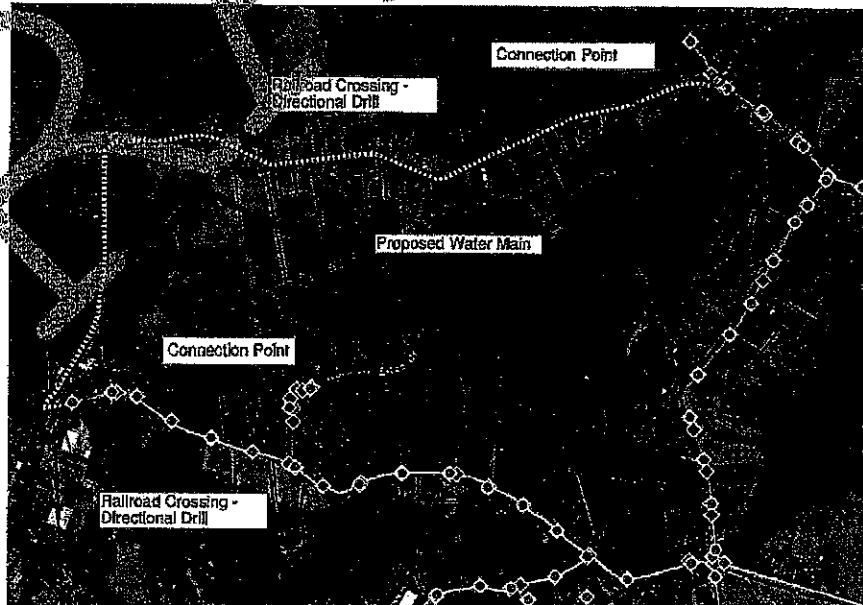 Connection Point
Railroad Crossing -
Directional Drill
Proposed Water Main
Connection Point
Railroad Crossing -
Directional Drill